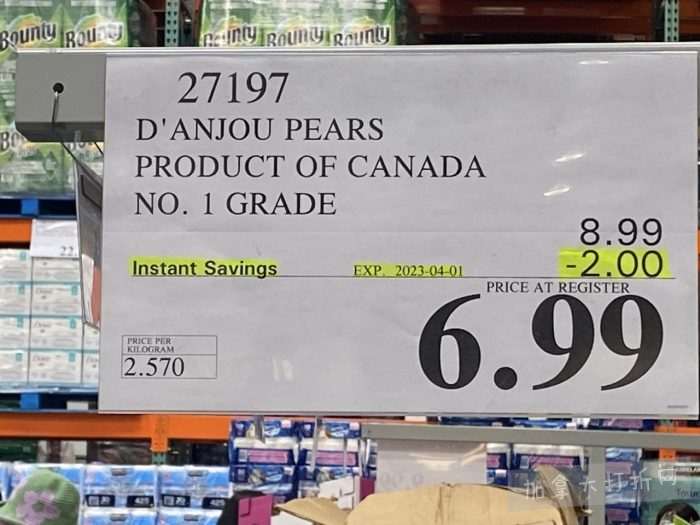 Bounty Bounty Bounty Bounty Bounty
27197
D'ANJOU PEARS
PRODUCT OF CANADA
NO. 1 GRADE
8.99
Instant Savings EXP. 2023-04-01 -2.00
PRICE AT REGISTER
6.99
PRICE PER
KILOGRAM
2.570
22
加拿大打折网